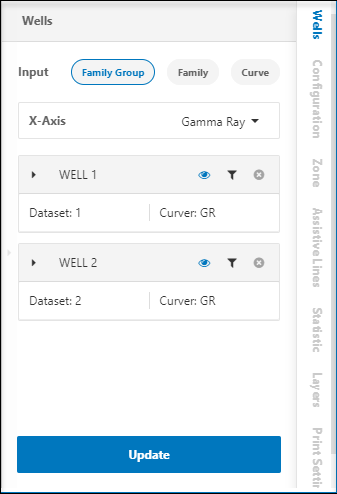 Wells
Input Family Group Family Curve
X-Axis Gamma Ray
WELL 1
Dataset: 1 Curver: GR
WELL 2
Dataset: 2 Curver: GR
Update
Wells
Configuration
Zone
Assistive Lines
Statistic
Layers
Print Settin